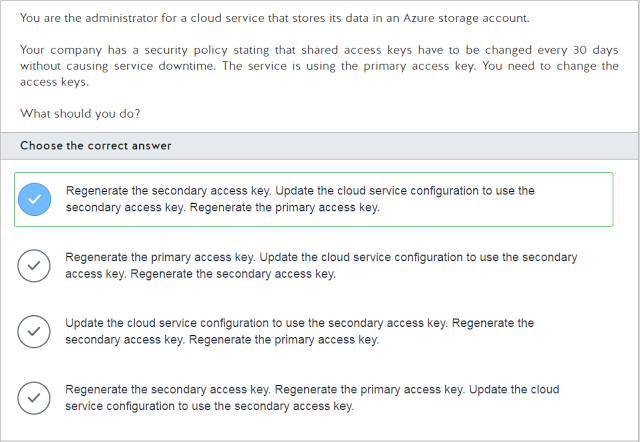 You are the administrator for a cloud service that stores its data in an Azure storage account.
Your company has a security policy stating that shared access keys have to be changed every 30 days
without causing service downtime. The service is using the primary access key. You need to change the
access keys.
What should you do?
Choose the correct answer
Regenerate the secondary access key. Update the cloud service configuration to use the
secondary access key. Regenerate the primary access key.
Regenerate the primary access key. Update the cloud service configuration to use the secondary
access key. Regenerate the secondary access key.
Update the cloud service configuration to use the secondary access key. Regenerate the
secondary access key. Regenerate the primary access key.
Regenerate the secondary access key. Regenerate the primary access key. Update the cloud
service configuration to use the secondary access key.